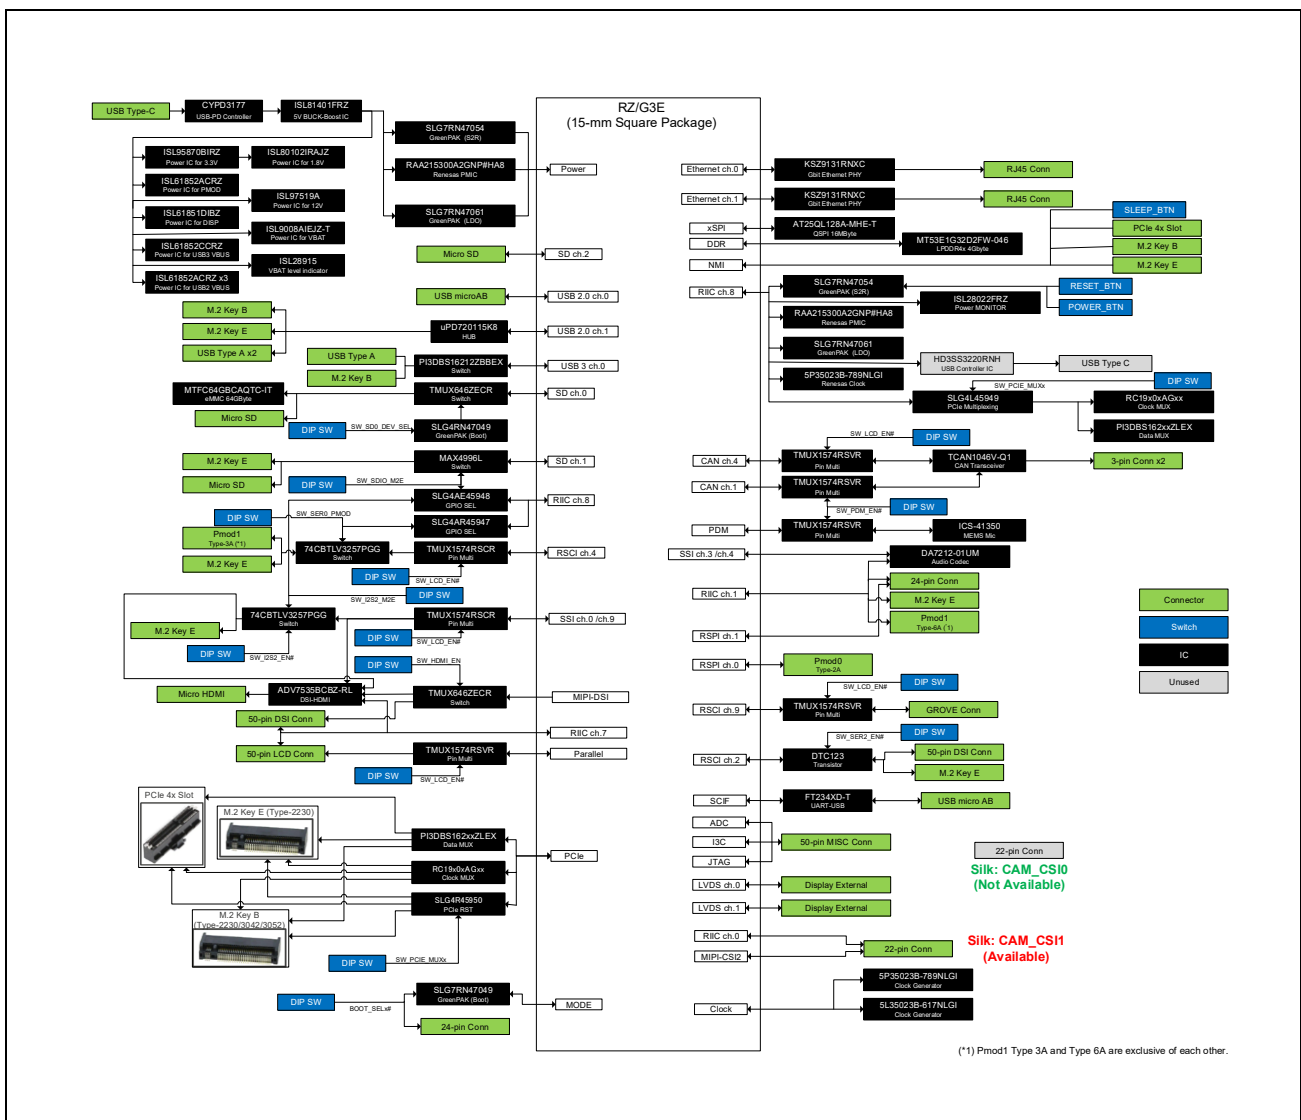 RZ/G3E
(15-mm Square Package)
USB Type-C
CYPD3177
USB-PD Controller
ISL81401FRZ
5V BUCK-Boost IC
SLG7RN47054
GreenPAK (S2R)
RAA215300A2GNP#HA8
Renesas PMIC
SLG7RN47061
GreenPAK (LDO)
Power
ISL95870BIRZ
Power IC for 3.3V
ISL80102IRAJZ
Power IC for 1.8V
ISL61852ACRZ
Power IC for PMOD
ISL97519A
Power IC for 12V
ISL61851DIBZ
Power IC for DISP
ISL9008AIEJZ-T
Power IC for VBAT
ISL61852CCRZ
Power IC for USB3 VBUS
ISL28915
VBAT level indicator
ISL61852ACRZ x3
Power IC for USB2 VBUS
Micro SD
SD ch.2
USB microAB
USB 2.0 ch.0
M.2 Key B
M.2 Key E
USB Type A x2
uPD720115K8
HUB
USB 2.0 ch.1
USB Type A
M.2 Key B
PI3DBS16212ZBBEX
Switch
USB 3 ch.0
MTFC64GBCAQTC-IT
eMMC 64GByte
Micro SD
TMUX646ZECR
Switch
SD ch.0
DIP SW
SW_SD0_DEV_SEL
SLG4RN47049
GreenPAK (Boot)
M.2 Key E
Micro SD
MAX4996L
Switch
SD ch.1
DIP SW
SW_SDIO_M2E
SLG4AE45948
GPIO SEL
RIIC ch.8
DIP SW
SW_SER0_PMOD
SLG4AR45947
GPIO SEL
Pmod1
Type-3A (*1)
M.2 Key E
74CBTLV3257PGG
Switch
TMUX1574RSCR
Pin Multi
RSCI ch.4
DIP SW
SW_LCD_EN#
SW_I2S2_M2E
DIP SW
M.2 Key E
74CBTLV3257PGG
Switch
TMUX1574RSCR
Pin Multi
SSI ch.0 /ch.9
DIP SW
SW_LCD_EN#
DIP SW
SW_I2S2_EN#
DIP SW
SW_HDMI_EN
Micro HDMI
ADV7535BCBZ-RL
DSI-HDMI
TMUX646ZECR
Switch
MIPI-DSI
50-pin DSI Conn
RIIC ch.7
50-pin LCD Conn
TMUX1574RSVR
Pin Multi
Parallel
DIP SW
SW_LCD_EN#
PCIe 4x Slot
M.2 Key E (Type-2230)
PI3DBS162xxZLEX
Data MUX
PCIe
RC19x0xAGxx
Clock MUX
SLG4R45950
PCIe RST
M.2 Key B
(Type-2230/3042/3052)
DIP SW
SW_PCIE_MUXx
DIP SW
BOOT_SELx#
SLG7RN47049
GreenPAK (Boot)
MODE
24-pin Conn
Ethernet ch.0
KSZ9131RNXC
Gbit Ethernet PHY
RJ45 Conn
Ethernet ch.1
KSZ9131RNXC
Gbit Ethernet PHY
RJ45 Conn
xSPI
AT25QL128A-MHE-T
QSPI 16MByte
DDR
MT53E1G32D2FW-046
LPDDR4x 4Gbyte
NMI
SLEEP_BTN
PCIe 4x Slot
M.2 Key B
M.2 Key E
RIIC ch.8
SLG7RN47054
GreenPAK (S2R)
RESET_BTN
POWER_BTN
ISL28022FRZ
Power MONITOR
RAA215300A2GNP#HA8
Renesas PMIC
SLG7RN47061
GreenPAK (LDO)
HD3SS3220RNH
USB Controller IC
USB Type C
5P35023B-789NLGI
Renesas Clock
SW_PCIE_MUXx
DIP SW
SLG4L45949
PCIe Multiplexing
RC19x0xAGxx
Clock MUX
PI3DBS162xxZLEX
Data MUX
SW_LCD_EN#
DIP SW
CAN ch.4
TMUX1574RSVR
Pin Multi
TCAN1046V-Q1
CAN Transceiver
3-pin Conn x2
CAN ch.1
TMUX1574RSVR
Pin Multi
SW_PDM_EN#
DIP SW
PDM
TMUX1574RSVR
Pin Multi
ICS-41350
MEMS Mic
SSI ch.3 /ch.4
DA7212-01UM
Audio Codec
RIIC ch.1
24-pin Conn
M.2 Key E
Pmod1
Type-6A (*1)
RSPI ch.1
RSPI ch.0
Pmod0
Type-2A
SW_LCD_EN#
DIP SW
RSCI ch.9
TMUX1574RSVR
Pin Multi
GROVE Conn
SW_SER2_EN#
DIP SW
RSCI ch.2
DTC123
Transistor
50-pin DSI Conn
M.2 Key E
SCIF
FT234XD-T
UART-USB
USB micro AB
ADC
I3C
JTAG
50-pin MISC Conn
LVDS ch.0
Display External
LVDS ch.1
Display External
RIIC ch.0
MIPI-CSI2
22-pin Conn
Clock
5P35023B-789NLGI
Clock Generator
5L35023B-617NLGI
Clock Generator
Connector
Switch
IC
Unused
22-pin Conn
Silk: CAM_CSI0
(Not Available)
Silk: CAM_CSI1
(Available)
(*1) Pmod1 Type 3A and Type 6A are exclusive of each other.